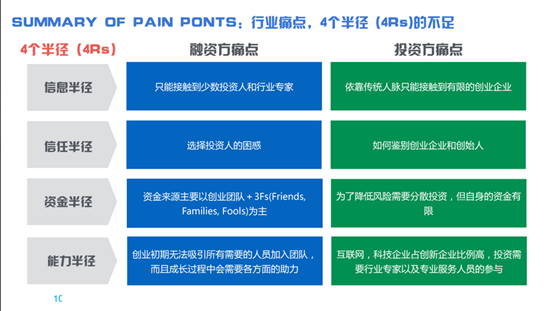 SUMMARY OF PAIN PONTS：行业痛点，4个半径 (4Rs)的不足
4个半径（4Rs）
融资方痛点
投资方痛点
信息半径
只能接触到少数投资人和行业专家
依靠传统人脉只能接触到有限的创业企业
信任半径
选择投资人的困惑
如何鉴别创业企业和创始人
资金半径
资金来源主要以创业团队＋3Fs(Friends,
Families, Fools)为主
为了降低风险需要分散投资，但自身的资金有
限
能力半径
创业初期无法吸引所有需要的人员加入团队，
而且成长过程中会需要各方面的助力
互联网，科技企业占创新企业比例高，投资需
要行业专家以及专业服务人员的参与
10